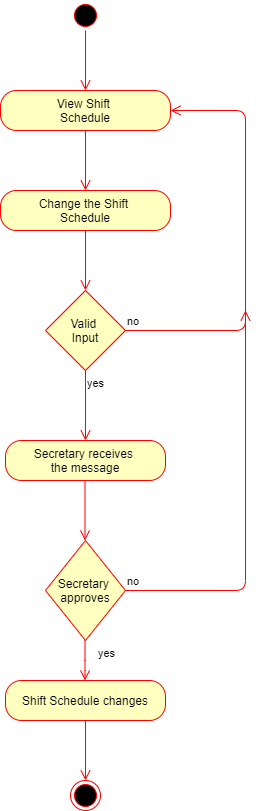 View Shift
Schedule
Change the Shift
Schedule
Valid
Input
no
yes
Secretary receives
the message
Secretary
approves
no
yes
Shift Schedule changes